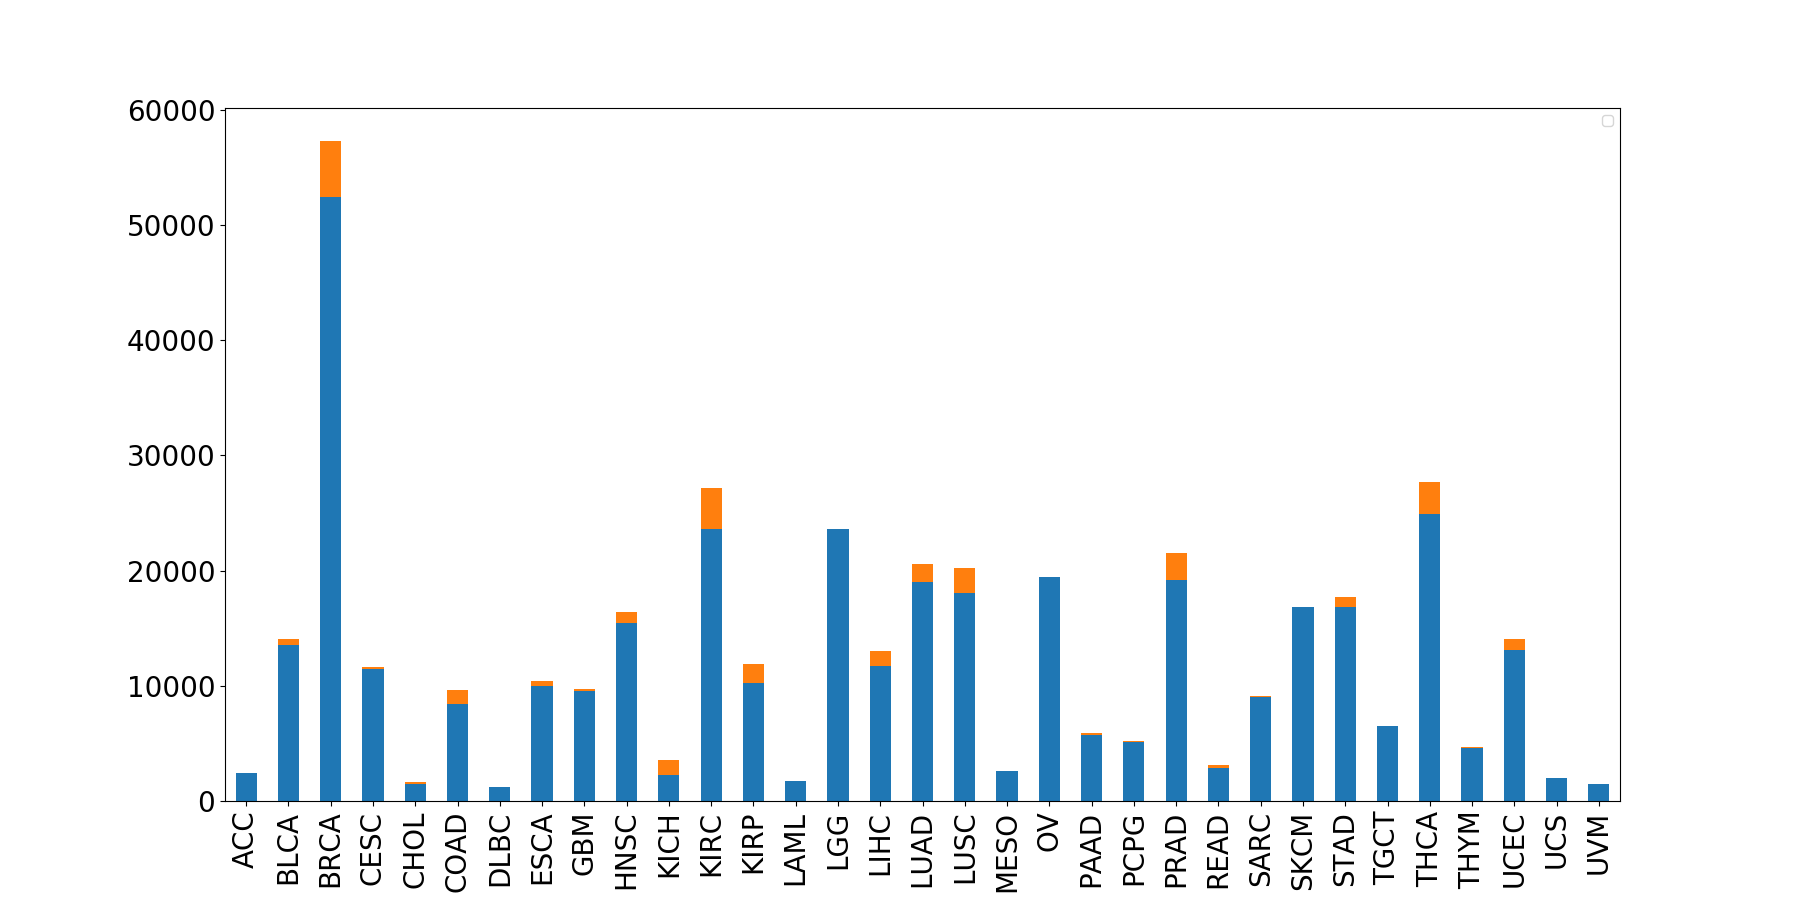 60000
50000
40000
30000
20000
10000
0
ACC
BLCA
BRCA
CESC
CHOL
COAD
DLBC
ESCA
GBM
HNSC
KICH
KIRC
KIRP
LAML
LGG
LIHC
LUAD
LUSC
MESO
OV
PAAD
PCPG
PRAD
READ
SARC
SKCM
STAD
TGCT
THCA
THYM
UCEC
UCS
UVM